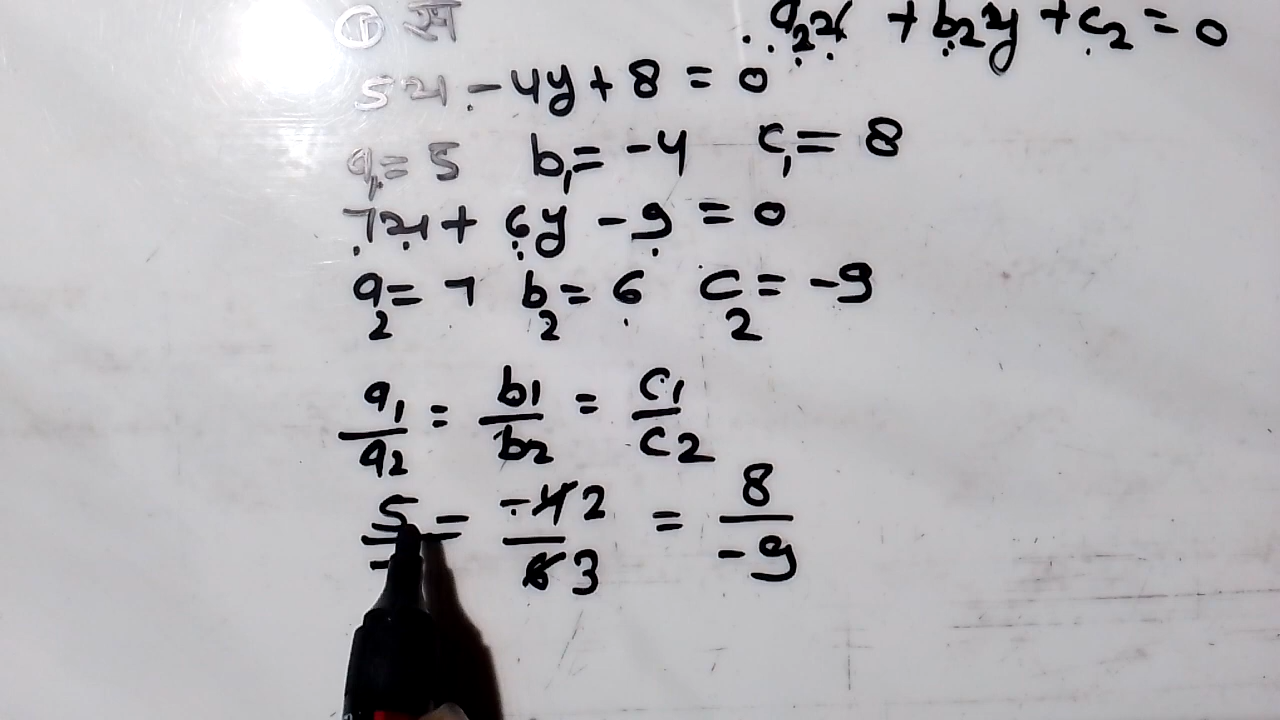 ① स
a₂x + b₂y + c₂ = 0
5x - 4y + 8 = 0
a₁ = 5 b₁ = -4 c₁ = 8
7x + 6y - 9 = 0
a₂ = 7 b₂ = 6 c₂ = -9
a₁/a₂ = b₁/b₂ = c₁/c₂
5/ = -4 2/6 3 = 8/-9